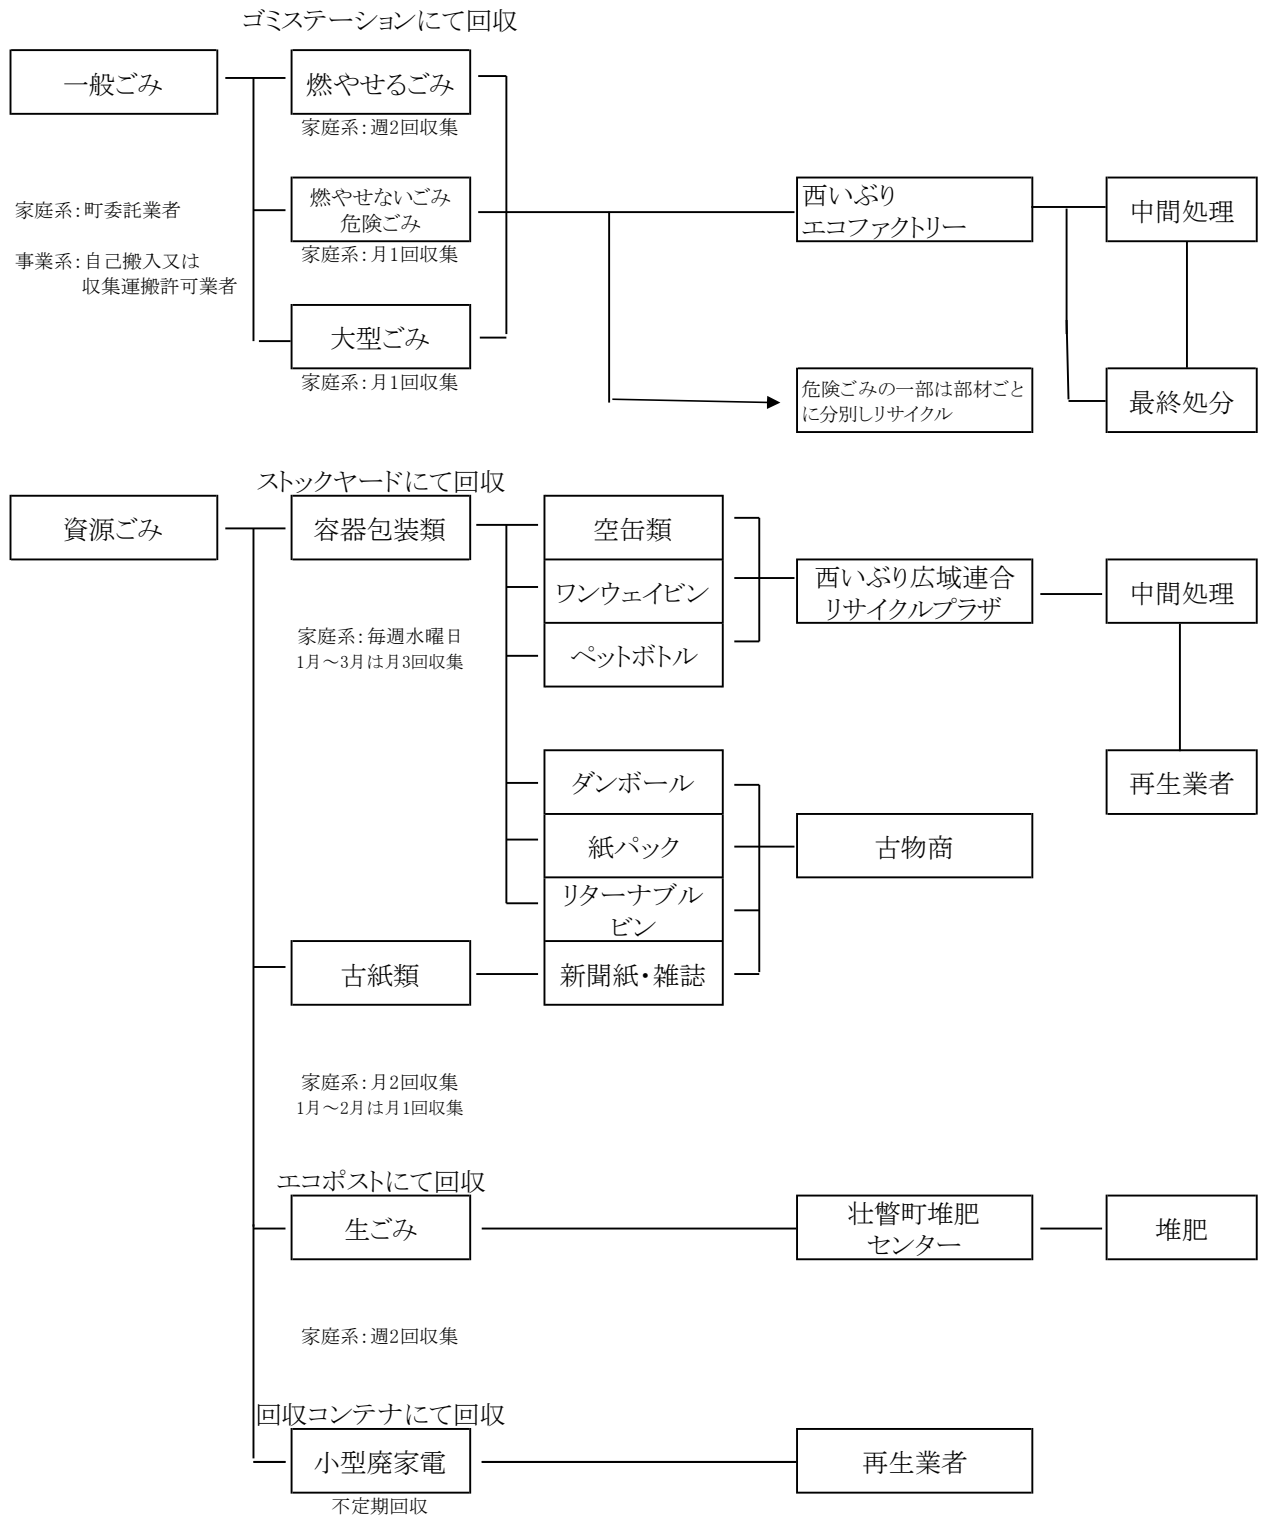 ゴミステーションにて回収
一般ごみ
燃やせるごみ
家庭系：週2回収集
家庭系：町委託業者
事業系：自己搬入又は
収集運搬許可業者
燃やせないごみ
危険ごみ
家庭系：月1回収集
大型ごみ
家庭系：月1回収集
西いぶり
エコファクトリー
中間処理
危険ごみの一部は部材ごと
に分別しリサイクル
最終処分
ストックヤードにて回収
資源ごみ
容器包装類
家庭系：毎週水曜日
1月～3月は月3回収集
空缶類
ワンウェイビン
ペットボトル
西いぶり広域連合
リサイクルプラザ
中間処理
再生業者
ダンボール
紙パック
リターナブル
ビン
古物商
古紙類
新聞紙・雑誌
家庭系：月2回収集
1月～2月は月1回収集
エコポストにて回収
生ごみ
壮瞥町堆肥
センター
堆肥
家庭系：週2回収集
回収コンテナにて回収
小型廃家電
再生業者
不定期回収